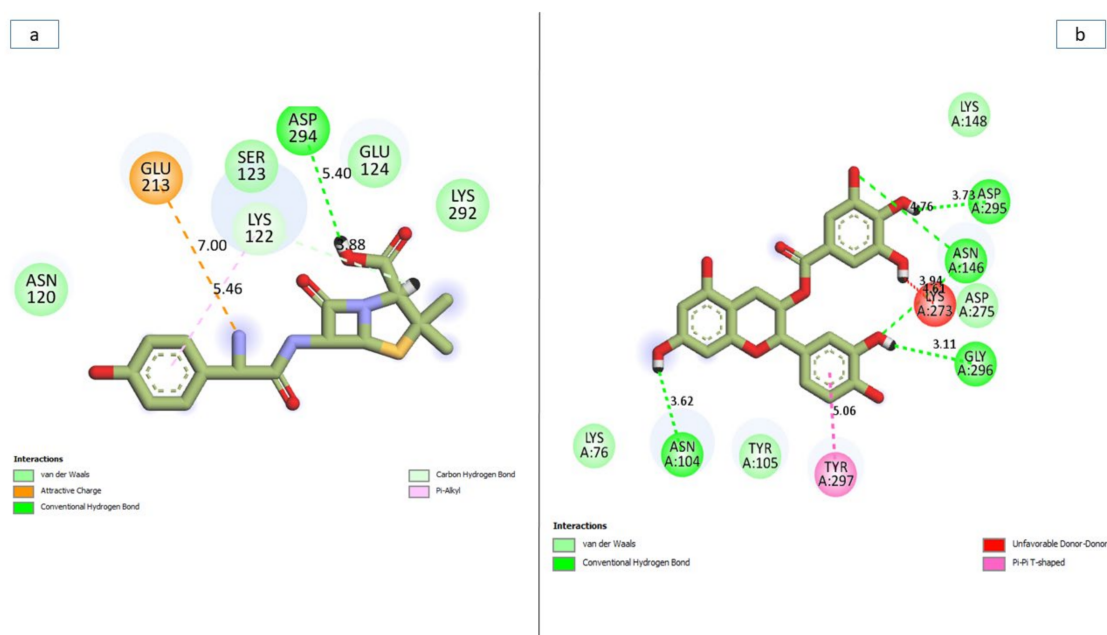 a
ASP
294
GLU
213
SER
123
GLU
124
5.40
LYS
292
LYS
122
3.88
7.00
ASN
120
5.46
Interactions
van der Waals
Attractive Charge
Conventional Hydrogen Bond
Carbon Hydrogen Bond
Pi-Alkyl
b
LYS
A:148
4.76
3.73
ASP
A:295
ASN
A:146
3.94
4.61
LYS
A:273
ASP
A:275
3.11
GLY
A:296
3.62
5.06
LYS
A:76
ASN
A:104
TYR
A:105
TYR
A:297
Interactions
van der Waals
Conventional Hydrogen Bond
Unfavorable Donor-Donor
Pi-Pi T-shaped